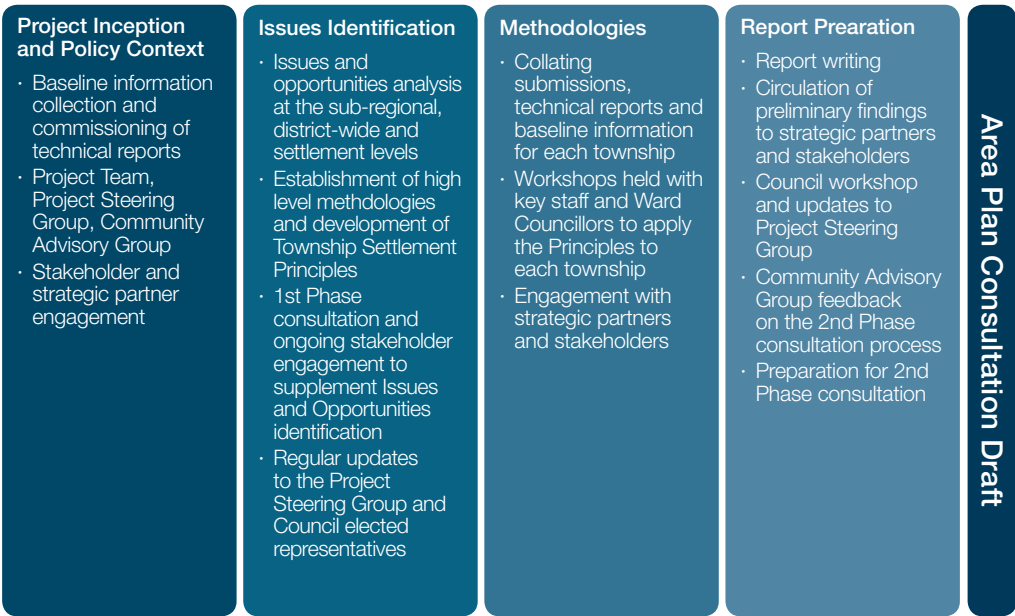 Project Inception
and Policy Context
· Baseline information
collection and
commissioning of
technical reports
· Project Team,
Project Steering
Group, Community
Advisory Group
· Stakeholder and
strategic partner
engagement
Issues Identification
· Issues and
opportunities analysis
at the sub-regional,
district-wide and
settlement levels
· Establishment of high
level methdologies
and development of
Township Settlement
Principles
· 1st Phase
consultation and
ongoing stakeholder
engagement to
supplement Issues
and Opportunities
identification
· Regular updates
to the Project
Steering Group and
Council elected
representatives
Methodologies
· Collating
submissions,
technical reports and
baseline information
for each township
· Workshops held with
key staff and Ward
Councillors to apply
the Principles to
each township
· Engagement with
strategic partners
and stakeholders
Report Prearation
· Report writing
· Circulation of
preliminary findings
to strategic partners
and stakeholders
· Council workshop
and updates to
Project Steering
Group
· Community Advisory
Group feedback
on the 2nd Phase
consultation process
· Preparation for 2nd
Phase consultation
Area Plan Consultation Draft